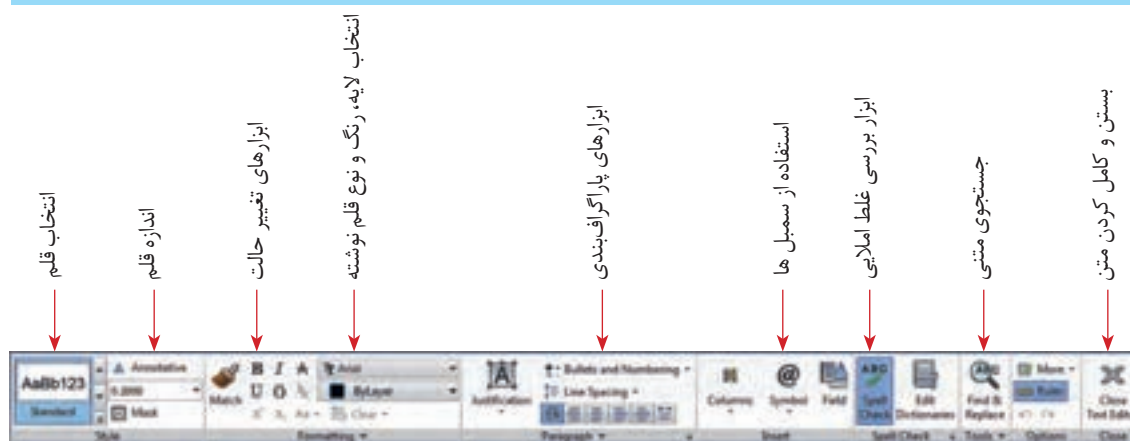 انتخاب قلم
اندازه قلم
ابزارهای تغییر حالت
انتخاب لایه، رنگ و نوع قلم نوشته
ابزارهای پاراگراف‌بندی
استفاده از سمبل ها
ابزار بررسی غلط املایی
جستجوی متنی
بستن و کامل کردن متن
AaBb123
Standard
Annotative
Mask
Style
Match
B I A
U O
Arial
ByLayer
Aa
Clear
Formatting
Justification
Bullets and Numbering
Line Spacing
Paragraph
Columns
@
Symbol
Field
Insert
ABC
Spell Check
Edit Dictionaries
Spell Check
Find & Replace
Tools
More
Ruler
Options
Close Text Edit
Close